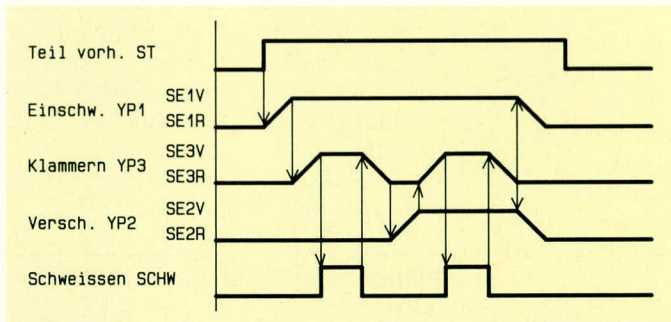 Teil vorh. ST
Einschw. YP1 SE1V
SE1R
Klammern YP3 SE3V
SE3R
Versch. YP2 SE2V
SE2R
Schweissen SCHW